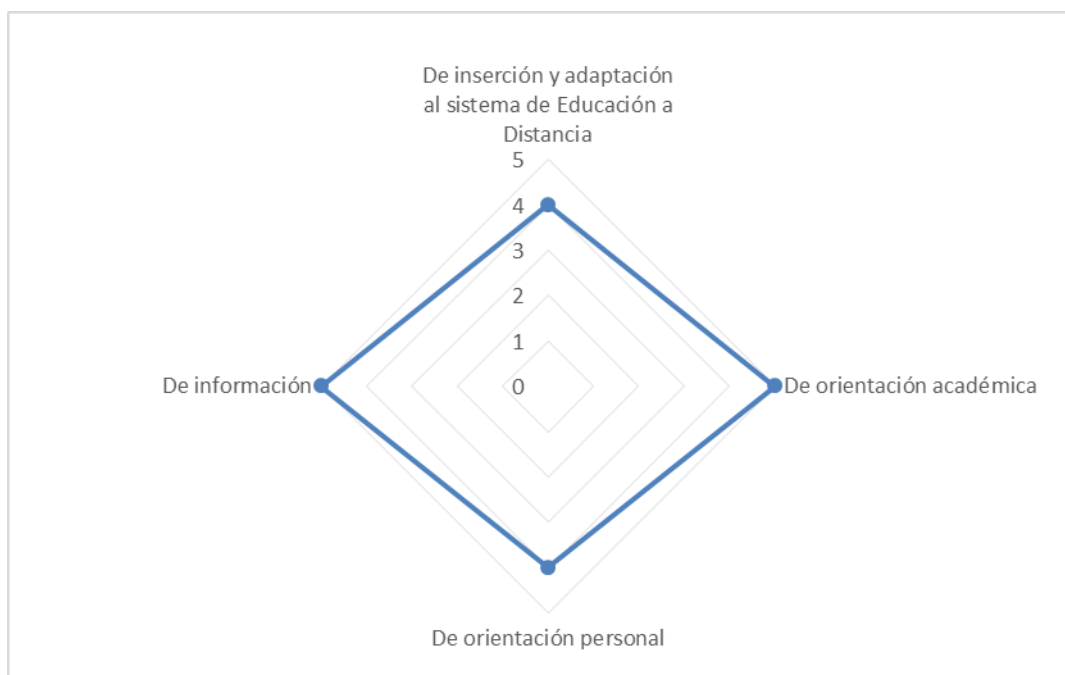 De inserción y adaptación
al sistema de Educación a
Distancia
5
4
3
2
1
0
De información
De orientación académica
De orientación personal